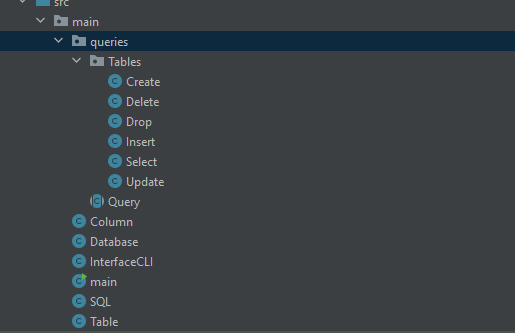 src
main
queries
Tables
Create
Delete
Drop
Insert
Select
Update
Query
Column
Database
InterfaceCLI
main
SQL
Table